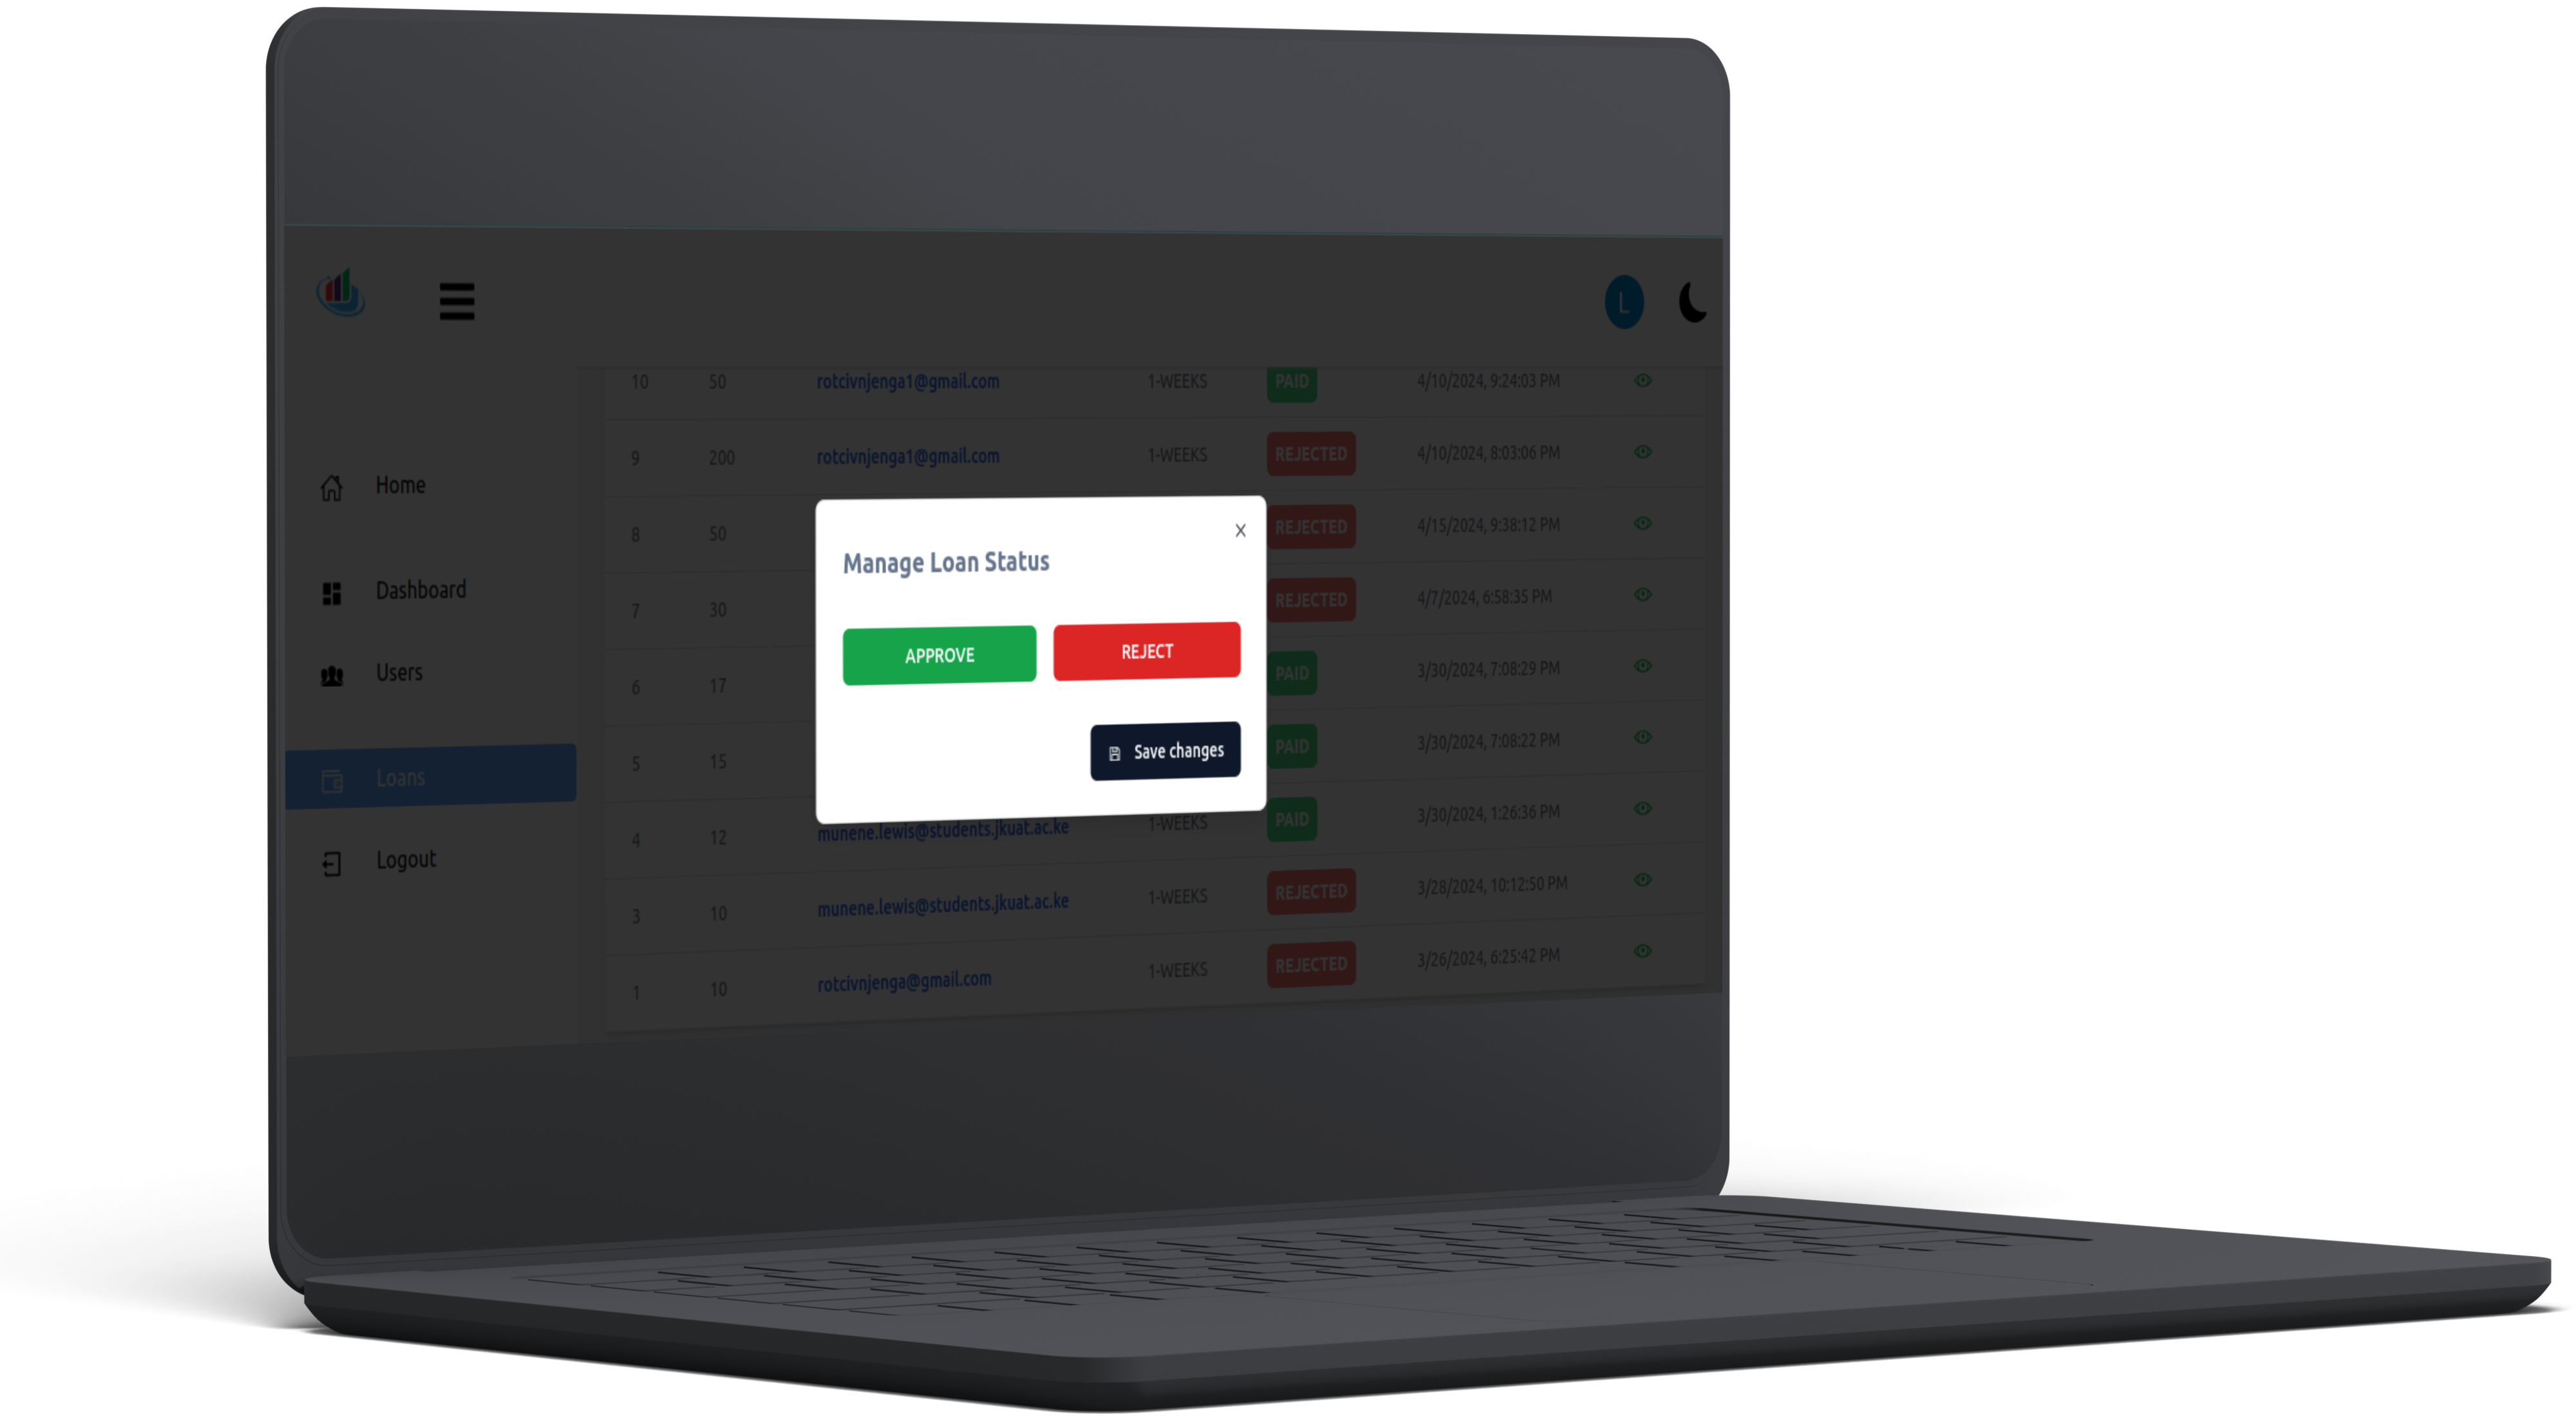 L
10 50 rotcivnjenga1@gmail.com 1-WEEKS PAID 4/10/2024, 9:24:03 PM
9 200 rotcivnjenga1@gmail.com 1-WEEKS REJECTED 4/10/2024, 8:03:06 PM
8 50 REJECTED 4/15/2024, 9:38:12 PM
7 30 REJECTED 4/7/2024, 6:58:35 PM
6 17 PAID 3/30/2024, 7:08:29 PM
5 15 PAID 3/30/2024, 7:08:22 PM
4 12 munene.lewis@students.jkuat.ac.ke 1-WEEKS PAID 3/30/2024, 1:26:36 PM
3 10 munene.lewis@students.jkuat.ac.ke 1-WEEKS REJECTED 3/28/2024, 10:12:50 PM
1 10 rotcivnjenga@gmail.com 1-WEEKS REJECTED 3/26/2024, 6:25:42 PM
Home
Dashboard
Users
Loans
Logout
X
Manage Loan Status
APPROVE REJECT
Save changes